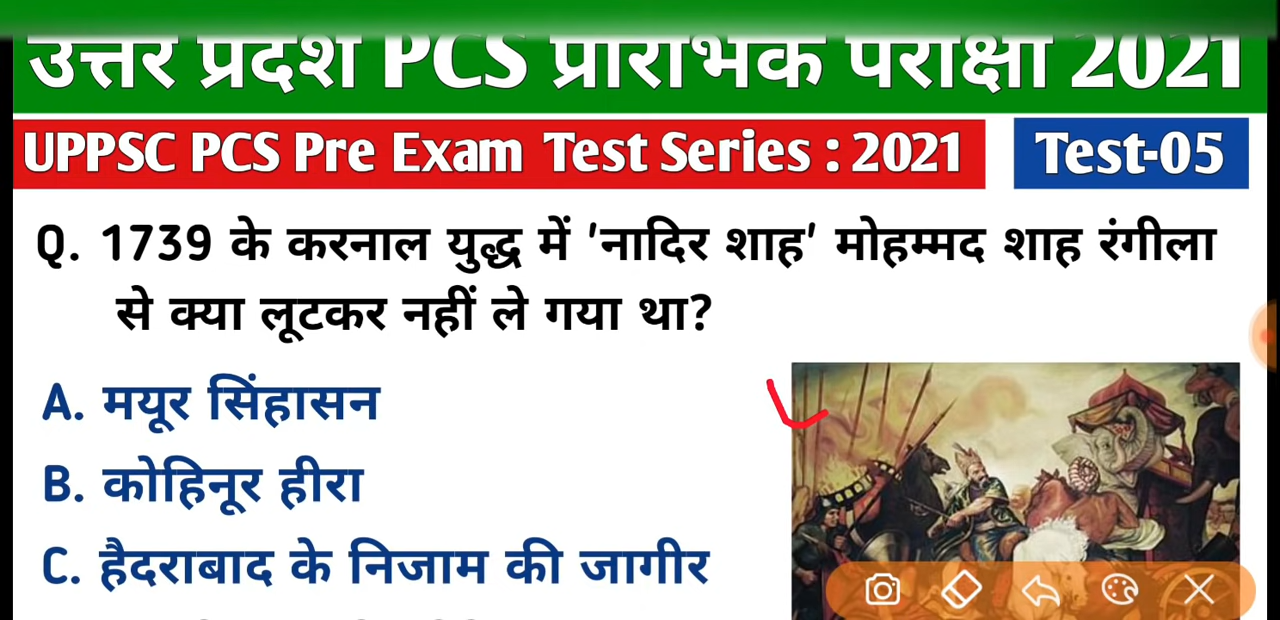 उत्तर प्रदेश PCS प्रारंभिक परीक्षा 2021
UPPSC PCS Pre Exam Test Series : 2021
Test-05
Q. 1739 के करनाल युद्ध में 'नादिर शाह' मोहम्मद शाह रंगीला
से क्या लूटकर नहीं ले गया था?
A. मयूर सिंहासन
B. कोहिनूर हीरा
C. हैदराबाद के निजाम की जागीर